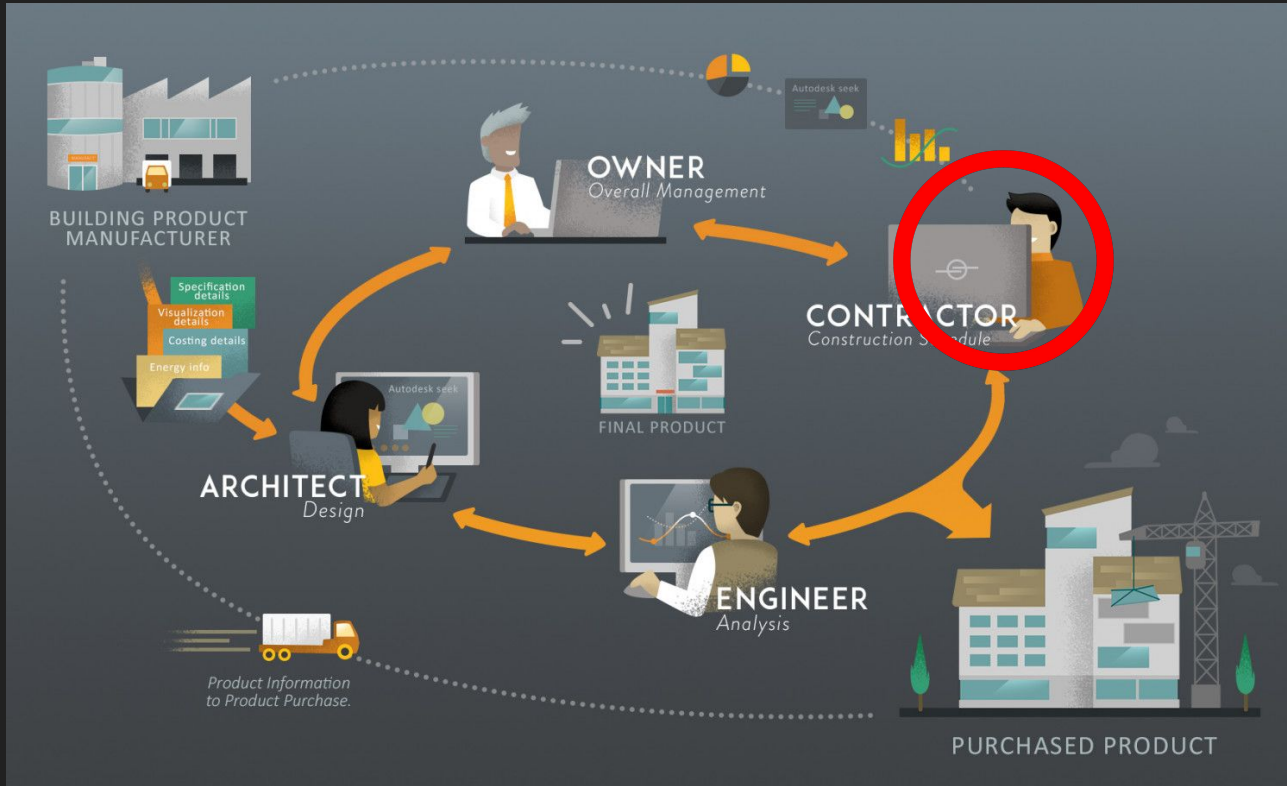 Autodesk seek
OWNER
Overall Management
BUILDING PRODUCT
MANUFACTURER
Specification
details
Visualization
details
Costing details
Energy info
CONTRACTOR
Construction Schedule
Autodesk seek
FINAL PRODUCT
ARCHITECT
Design
ENGINEER
Analysis
Product Information
to Product Purchase.
PURCHASED PRODUCT